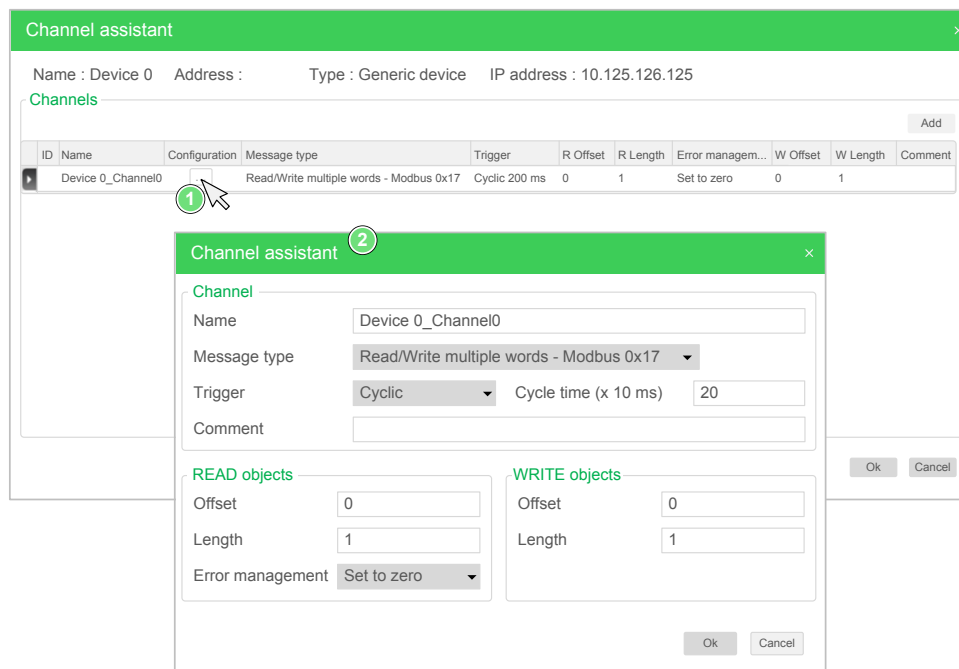 Channel assistant ×
Name : Device 0 Address : Type : Generic device IP address : 10.125.126.125
Channels
Add
ID Name Configuration Message type Trigger R Offset R Length Error managem... W Offset W Length Comment
Device 0_Channel0 ... Read/Write multiple words - Modbus 0x17 Cyclic 200 ms 0 1 Set to zero 0 1
1
2
Channel assistant ×
Channel
Name Device 0_Channel0
Message type Read/Write multiple words - Modbus 0x17
Trigger Cyclic Cycle time (x 10 ms) 20
Comment
Ok Cancel
READ objects WRITE objects
Offset 0 Offset 0
Length 1 Length 1
Error management Set to zero
Ok Cancel